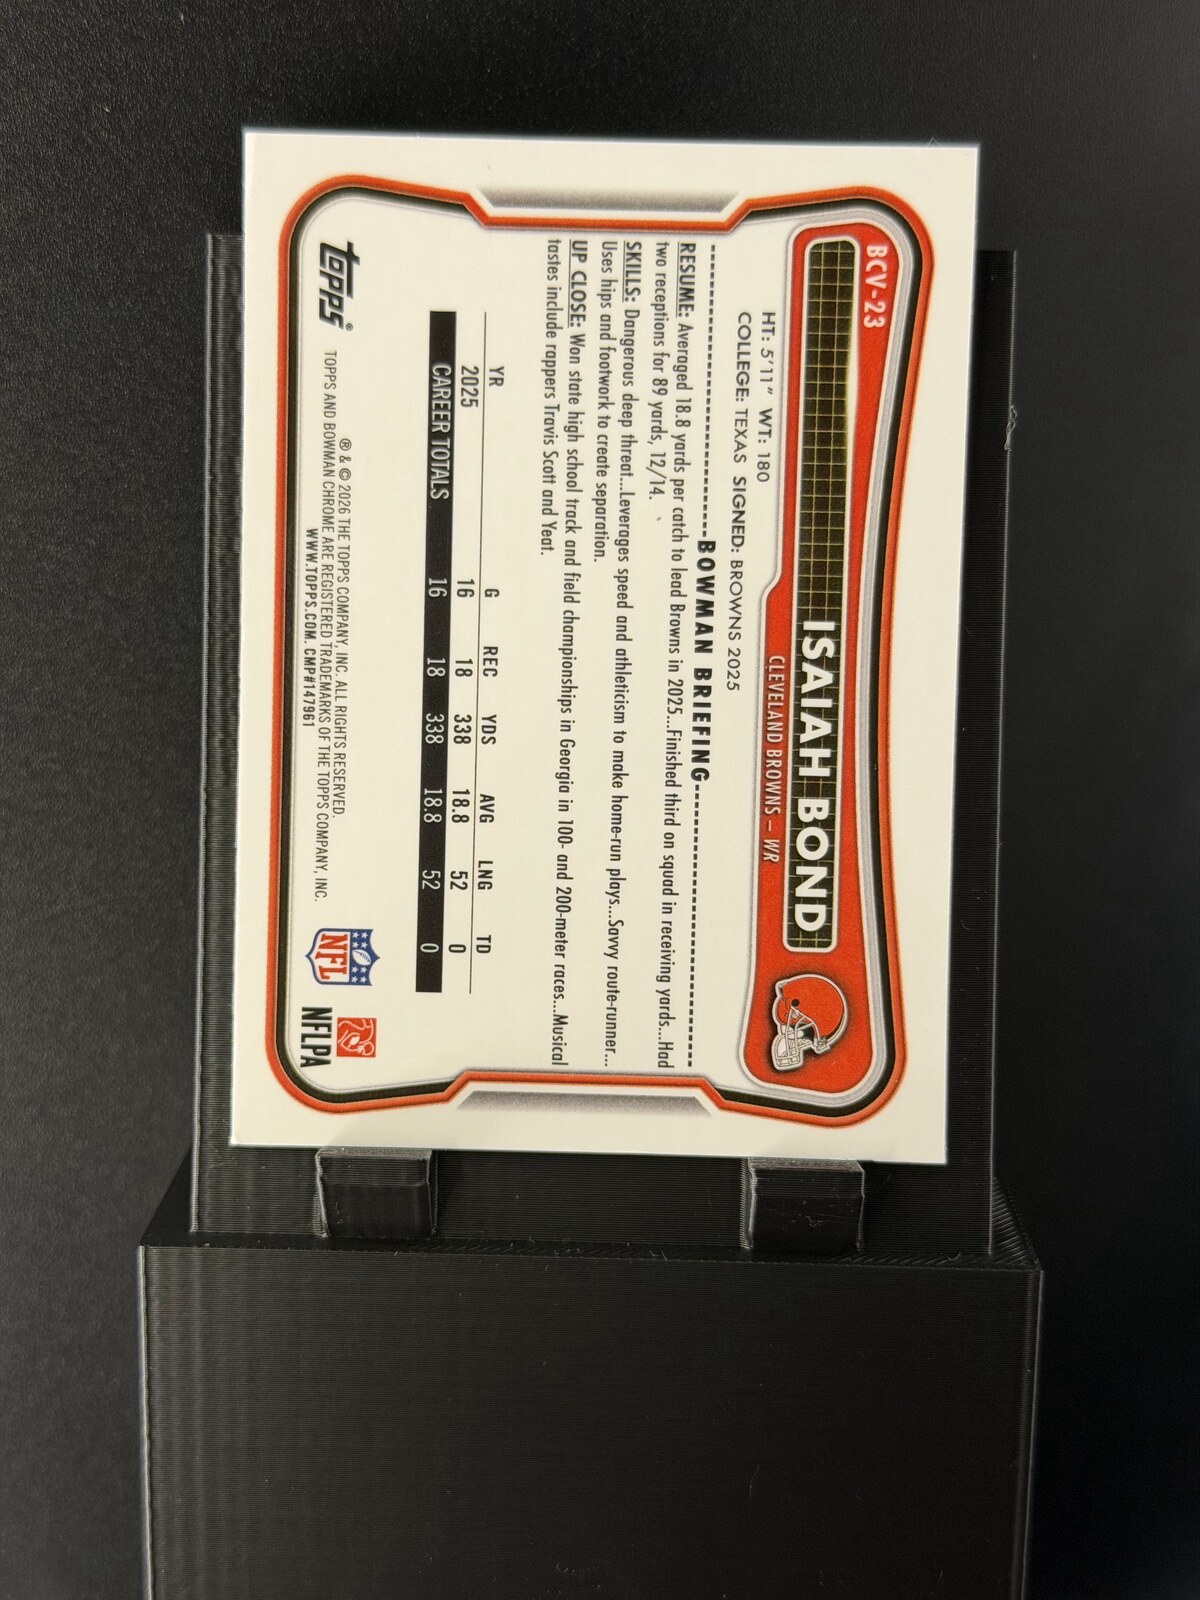 BCV-23
ISAIAH BOND
CLEVELAND BROWNS – WR
HT: 5'11" WT: 180
COLLEGE: TEXAS SIGNED: BROWNS 2025
BOWMAN BRIEFING
RESUME: Averaged 18.8 yards per catch to lead Browns in 2025...Finished third on squad in receiving yards...Had
two receptions for 89 yards, 12/14.
SKILLS: Dangerous deep threat...Leverages speed and athleticism to make home-run plays...Savvy route-runner...
Uses hips and footwork to create separation.
UP CLOSE: Won state high school track and field championships in Georgia in 100- and 200-meter races...Musical
tastes include rappers Travis Scott and Yeat.
YR G REC YDS AVG LNG TD
2025 16 18 338 18.8 52 0
CAREER TOTALS 16 18 338 18.8 52 0
topps®
® & © 2026 THE TOPPS COMPANY, INC. ALL RIGHTS RESERVED.
TOPPS AND BOWMAN CHROME ARE REGISTERED TRADEMARKS OF THE TOPPS COMPANY, INC.
WWW.TOPPS.COM. CMP#147961
NFL
NFLPA